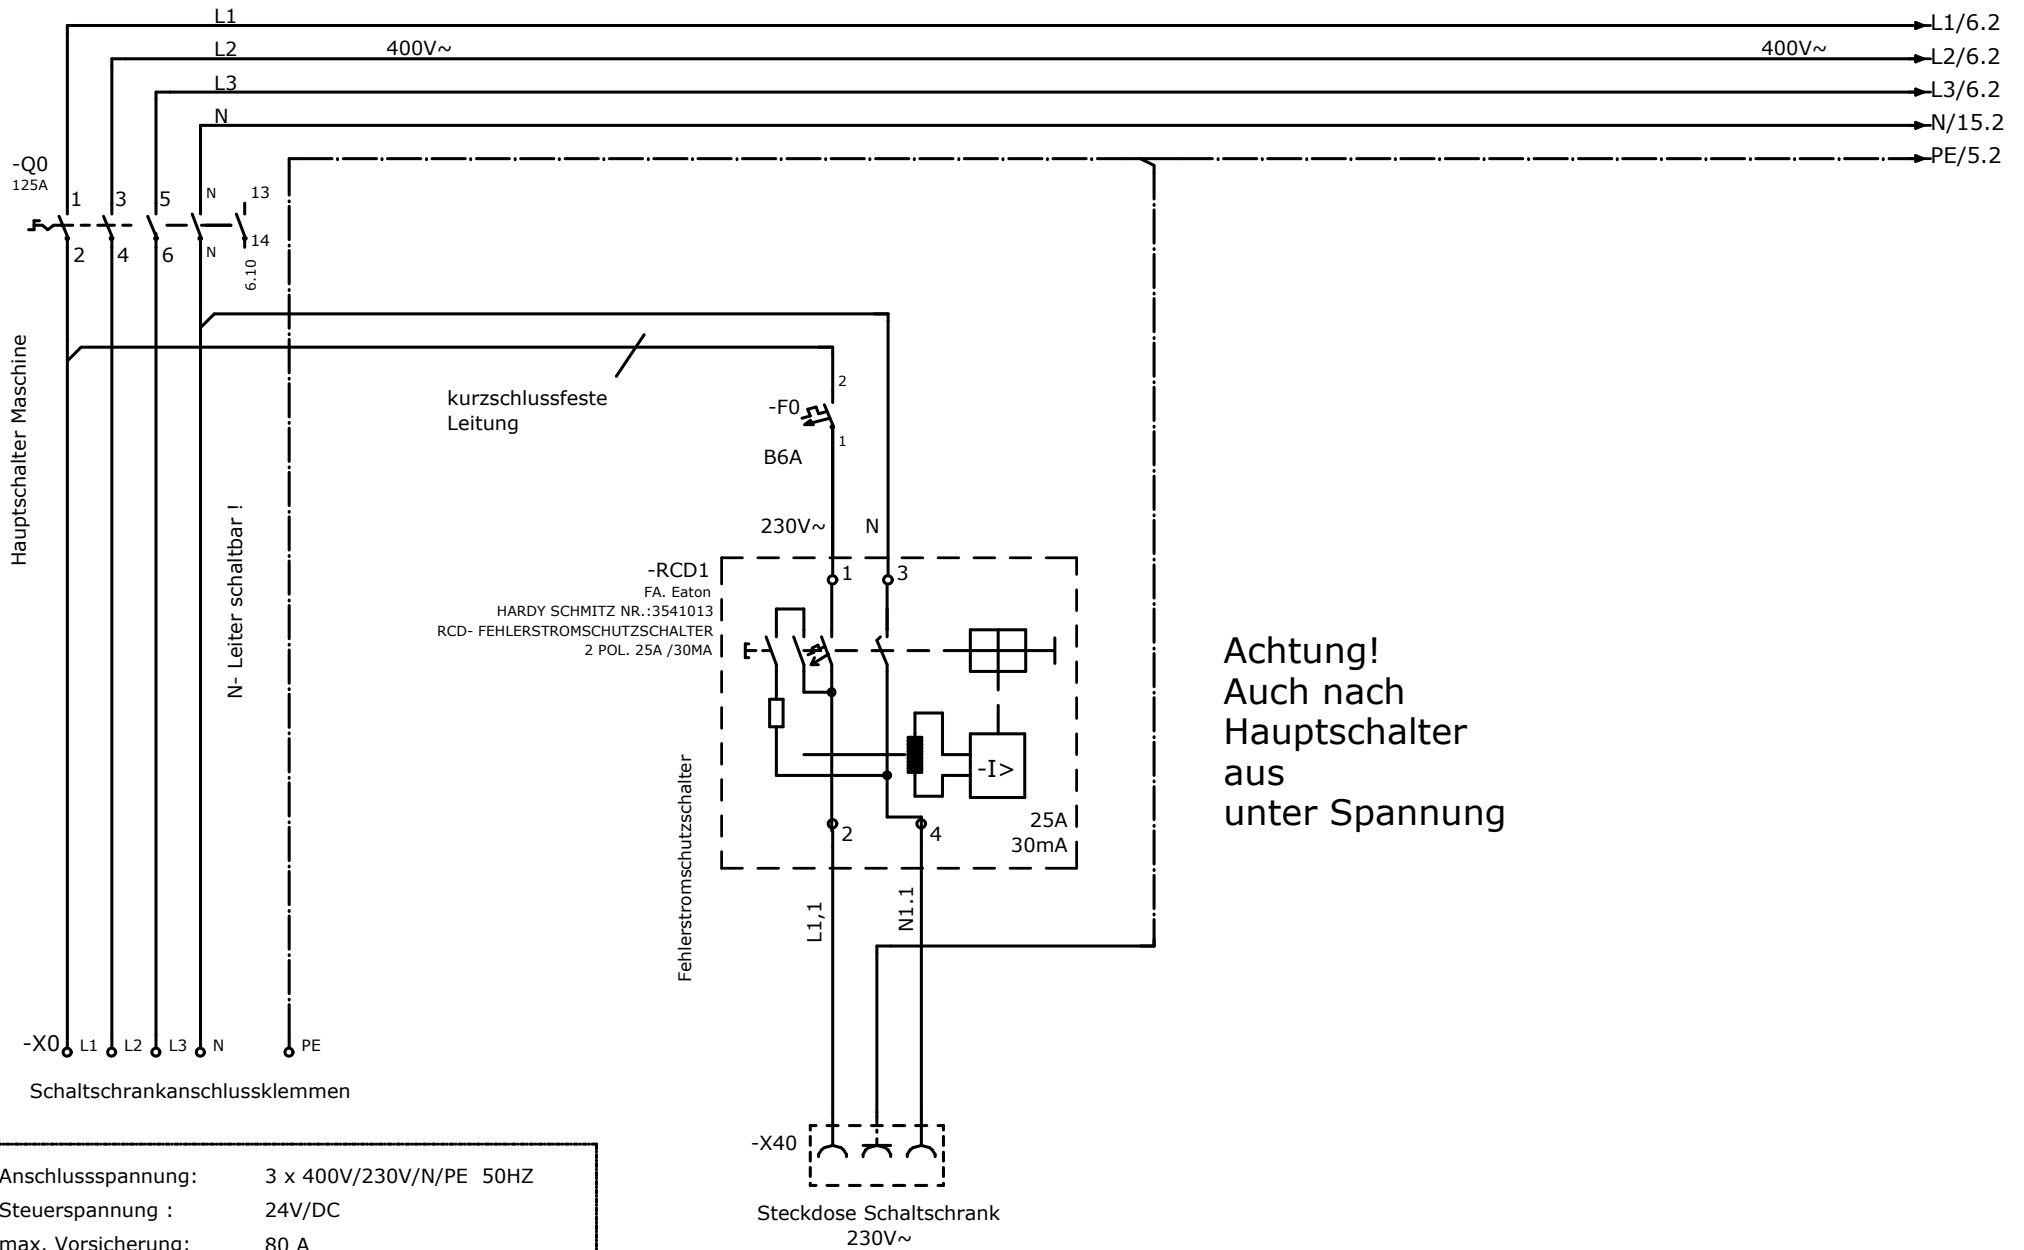 L1
L1/6.2
L2
400V~
400V~
L2/6.2
L3
L3/6.2
N
N/15.2
PE/5.2
-Q0
125A
1
3
5
N
13
2
4
6
N
14
6.10
Hauptschalter Maschine
kurzschlussfeste
Leitung
2
-F0
1
B6A
N- Leiter schaltbar !
230V~
N
-RCD1
FA. Eaton
HARDY SCHMITZ NR.:3541013
RCD- FEHLERSTROMSCHUTZSCHALTER
2 POL. 25A /30MA
1
3
-I>
25A
30mA
2
4
Fehlerstromschutzschalter
Achtung!
Auch nach
Hauptschalter
aus
unter Spannung
L1,1
N1.1
-X0
L1
L2
L3
N
PE
Schaltschrankanschlussklemmen
-X40
Steckdose Schaltschrank
230V~
Anschlussspannung: 3 x 400V/230V/N/PE 50HZ
Steuerspannung : 24V/DC
max. Vorsicherung: 80 A